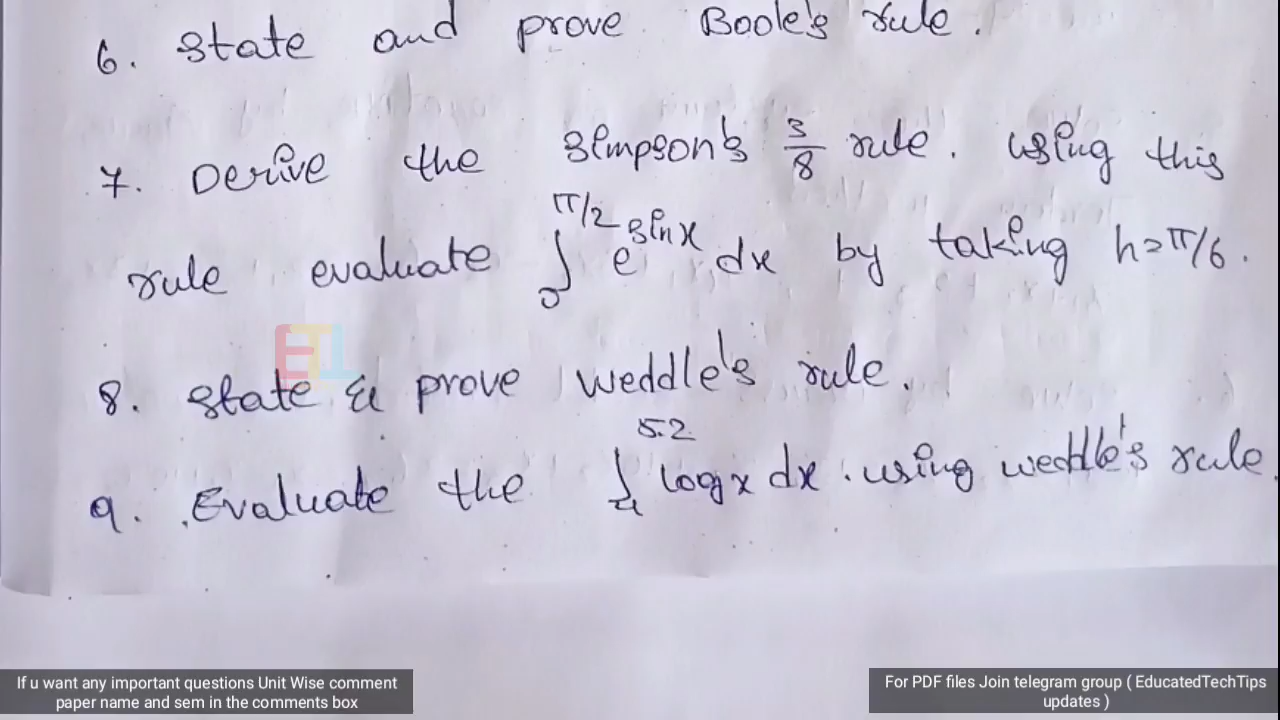 6. State and prove Boole's rule.
7. Derive the Simpson's 3/8 rule. Using this
rule evaluate ∫₀^(π/2) e^(sinx) dx by taking h=π/6.
ETL
8. State & prove Weddle's rule.
9. Evaluate the ∫₄^5.2 log x dx. using weddle's rule.
If u want any important questions Unit Wise comment
paper name and sem in the comments box
For PDF files Join telegram group ( EducatedTechTips
updates )